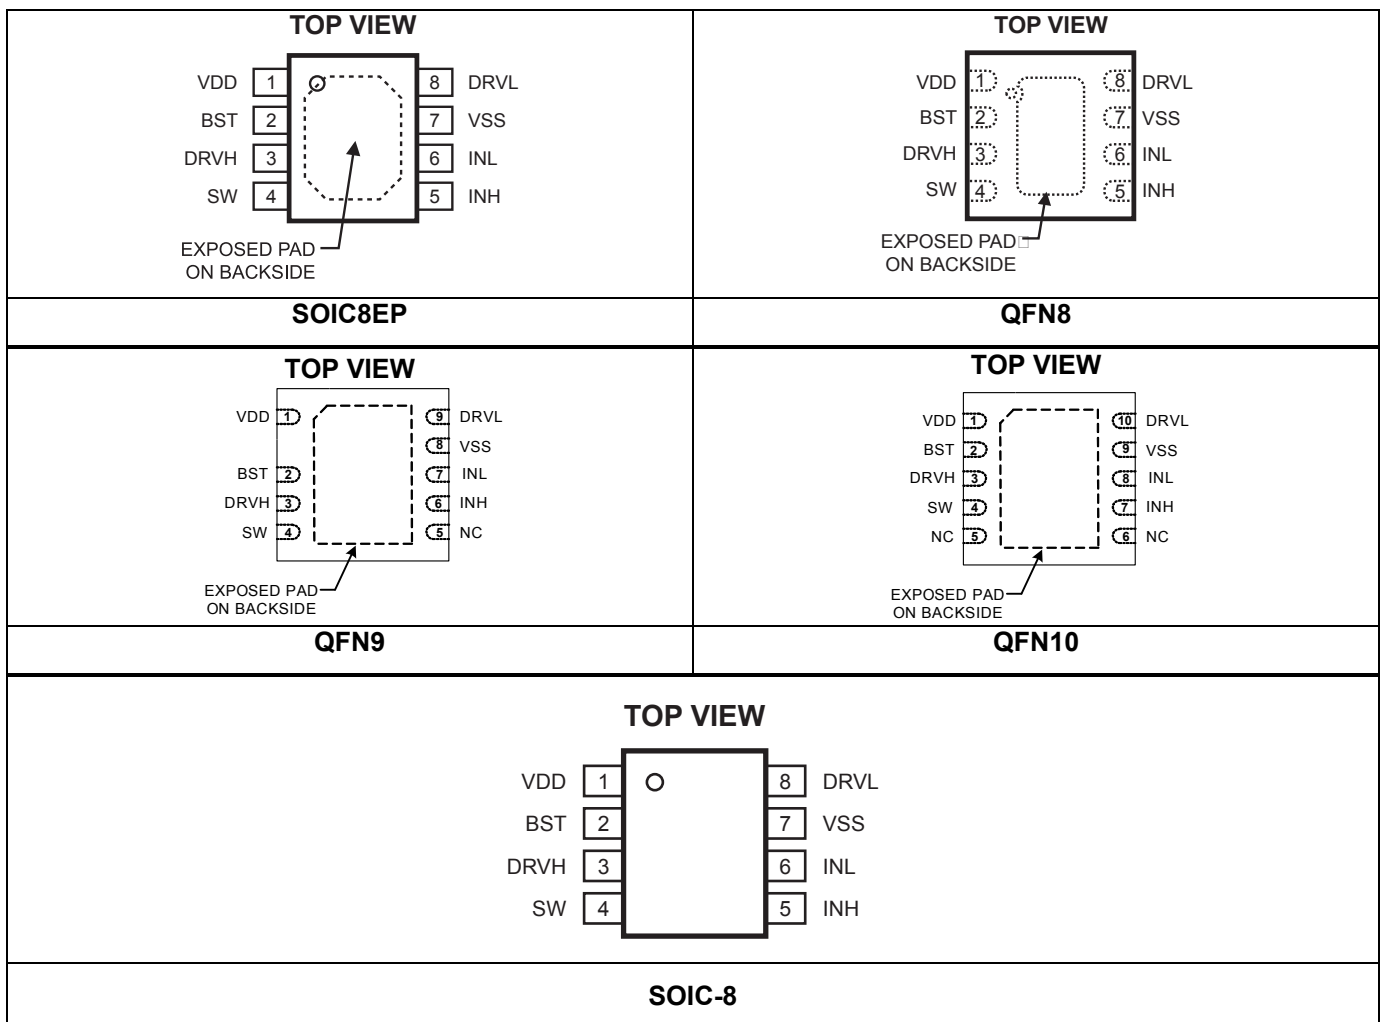 TOP VIEW
VDD 1 8 DRVL
BST 2 7 VSS
DRVH 3 6 INL
SW 4 5 INH
EXPOSED PAD
ON BACKSIDE
SOIC8EP
TOP VIEW
VDD 1 8 DRVL
BST 2 7 VSS
DRVH 3 6 INL
SW 4 5 INH
EXPOSED PAD□
ON BACKSIDE
QFN8
TOP VIEW
VDD 1 9 DRVL
8 VSS
BST 2 7 INL
DRVH 3 6 INH
SW 4 5 NC
EXPOSED PAD
ON BACKSIDE
QFN9
TOP VIEW
VDD 1 10 DRVL
BST 2 9 VSS
DRVH 3 8 INL
SW 4 7 INH
NC 5 6 NC
EXPOSED PAD
ON BACKSIDE
QFN10
TOP VIEW
VDD 1 8 DRVL
BST 2 7 VSS
DRVH 3 6 INL
SW 4 5 INH
SOIC-8